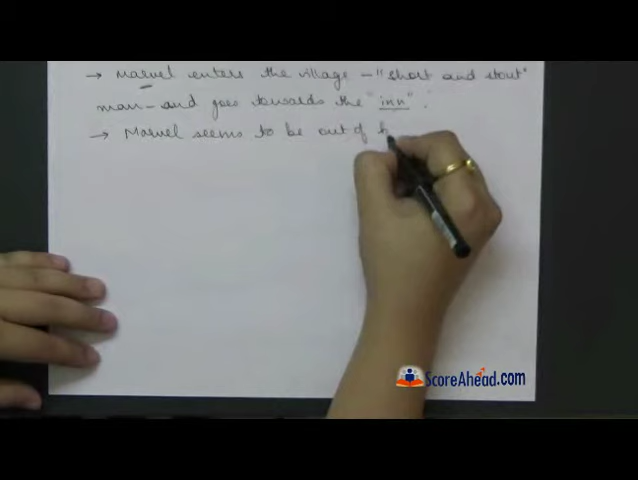 → Marvel enters the village - "short and stout"
man - and goes towards the "inn".
→ Marvel seems to be out of b
ScoreAhead.com